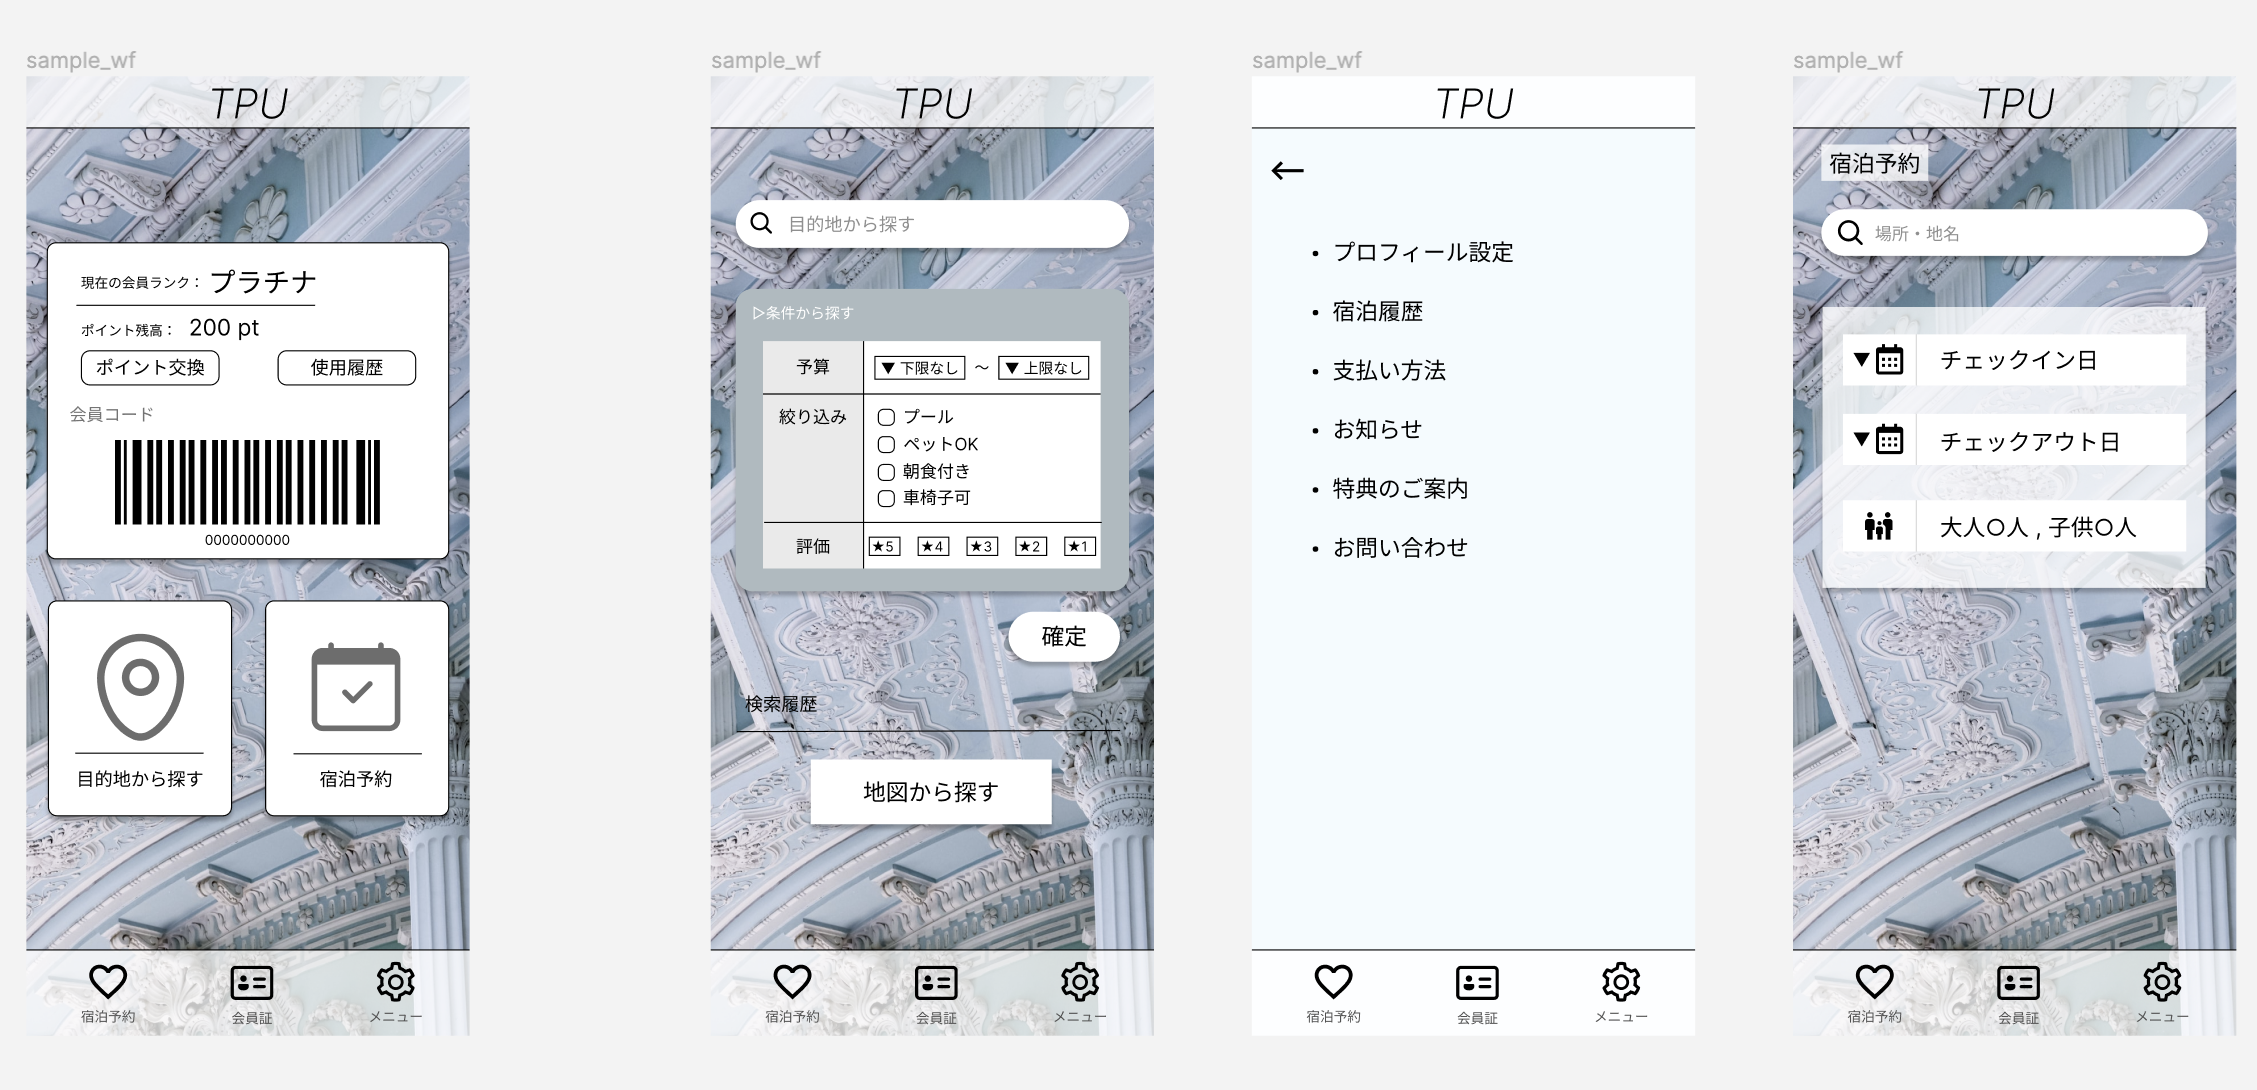 sample_wf
TPU
現在の会員ランク： プラチナ
ポイント残高： 200 pt
ポイント交換 使用履歴
会員コード
0000000000
目的地から探す 宿泊予約
宿泊予約 会員証 メニュー
sample_wf
TPU
目的地から探す
▷条件から探す
予算 ▼ 下限なし ～ ▼ 上限なし
絞り込み プール
ペットOK
朝食付き
車椅子可
評価 ★5 ★4 ★3 ★2 ★1
確定
検索履歴
地図から探す
宿泊予約 会員証 メニュー
sample_wf
TPU
←
• プロフィール設定
• 宿泊履歴
• 支払い方法
• お知らせ
• 特典のご案内
• お問い合わせ
宿泊予約 会員証 メニュー
sample_wf
TPU
宿泊予約
場所・地名
▼ チェックイン日
▼ チェックアウト日
大人○人 , 子供○人
宿泊予約 会員証 メニュー